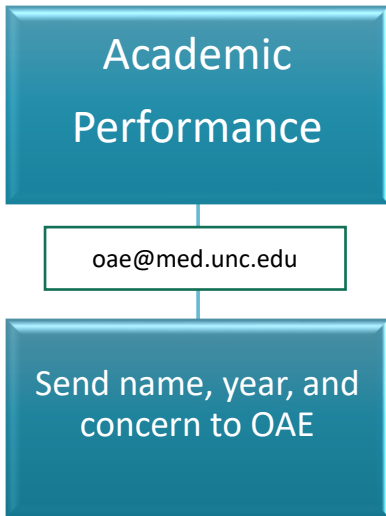 Academic
Performance
oae@med.unc.edu
Send name, year, and
concern to OAE